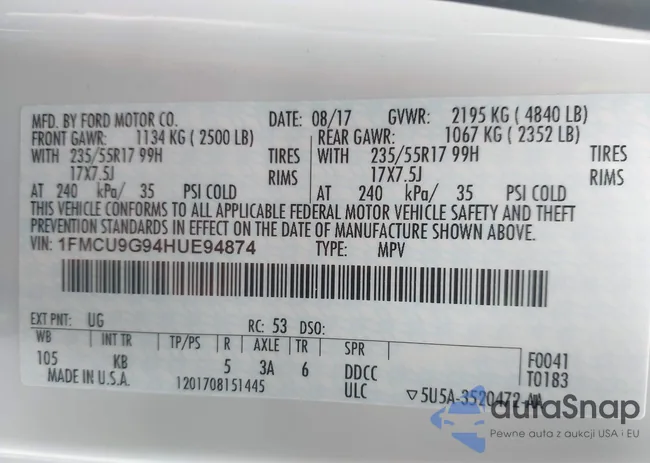 MFD. BY FORD MOTOR CO. DATE: 08/17 GVWR: 2195 KG ( 4840 LB)
FRONT GAWR: 1134 KG ( 2500 LB) REAR GAWR: 1067 KG ( 2352 LB)
WITH 235/55R17 99H TIRES WITH 235/55R17 99H TIRES
17X7.5J RIMS 17X7.5J RIMS
AT 240 kPa/ 35 PSI COLD AT 240 kPa/ 35 PSI COLD
THIS VEHICLE CONFORMS TO ALL APPLICABLE FEDERAL MOTOR VEHICLE SAFETY AND THEFT
PREVENTION STANDARDS IN EFFECT ON THE DATE OF MANUFACTURE SHOWN ABOVE.
VIN: 1FMCU9G94HUE94874 TYPE: MPV
EXT PNT: UG RC: 53 DSO:
WB INT TR TP/PS R AXLE TR SPR F0041
105 KB 5 3A 6 DDCC T0183
MADE IN U.S.A. 1201708151445 ULC ▽5U5A-3520472-AA
autaSnap
Pewne auta z aukcji USA i EU